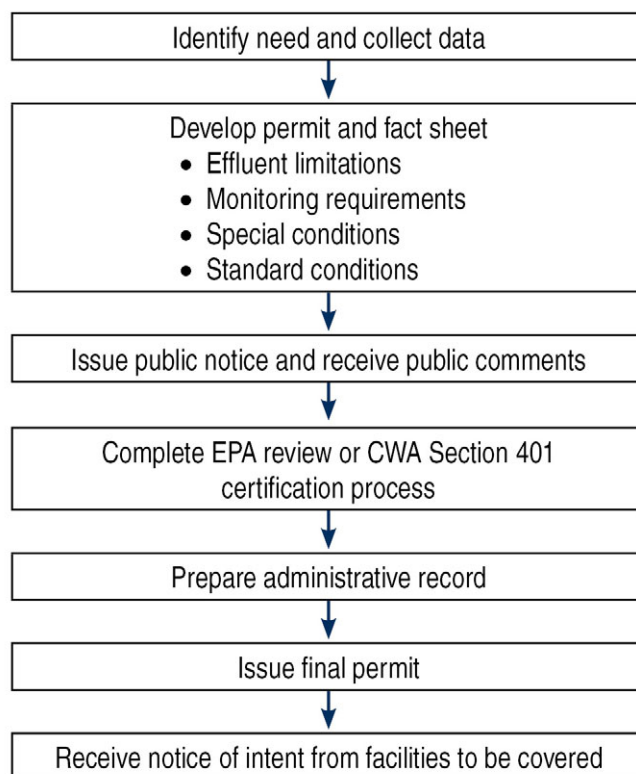 Identify need and collect data
Develop permit and fact sheet
• Effluent limitations
• Monitoring requirements
• Special conditions
• Standard conditions
Issue public notice and receive public comments
Complete EPA review or CWA Section 401
certification process
Prepare administrative record
Issue final permit
Receive notice of intent from facilities to be covered